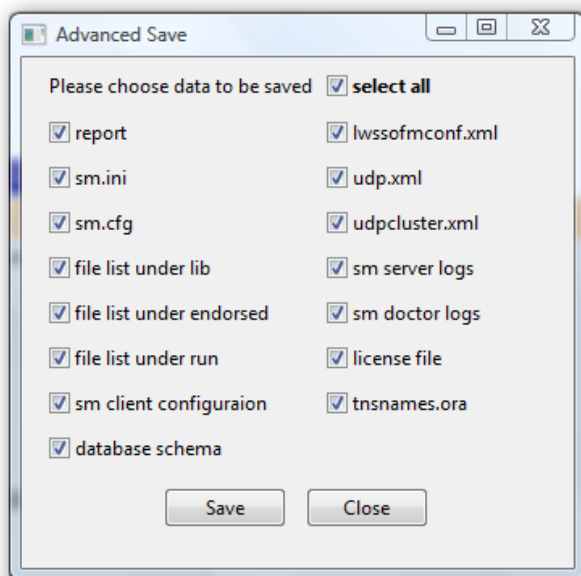 Advanced Save
Please choose data to be saved select all
report lwssofmconf.xml
sm.ini udp.xml
sm.cfg udpcluster.xml
file list under lib sm server logs
file list under endorsed sm doctor logs
file list under run license file
sm client configuraion tnsnames.ora
database schema
Save Close